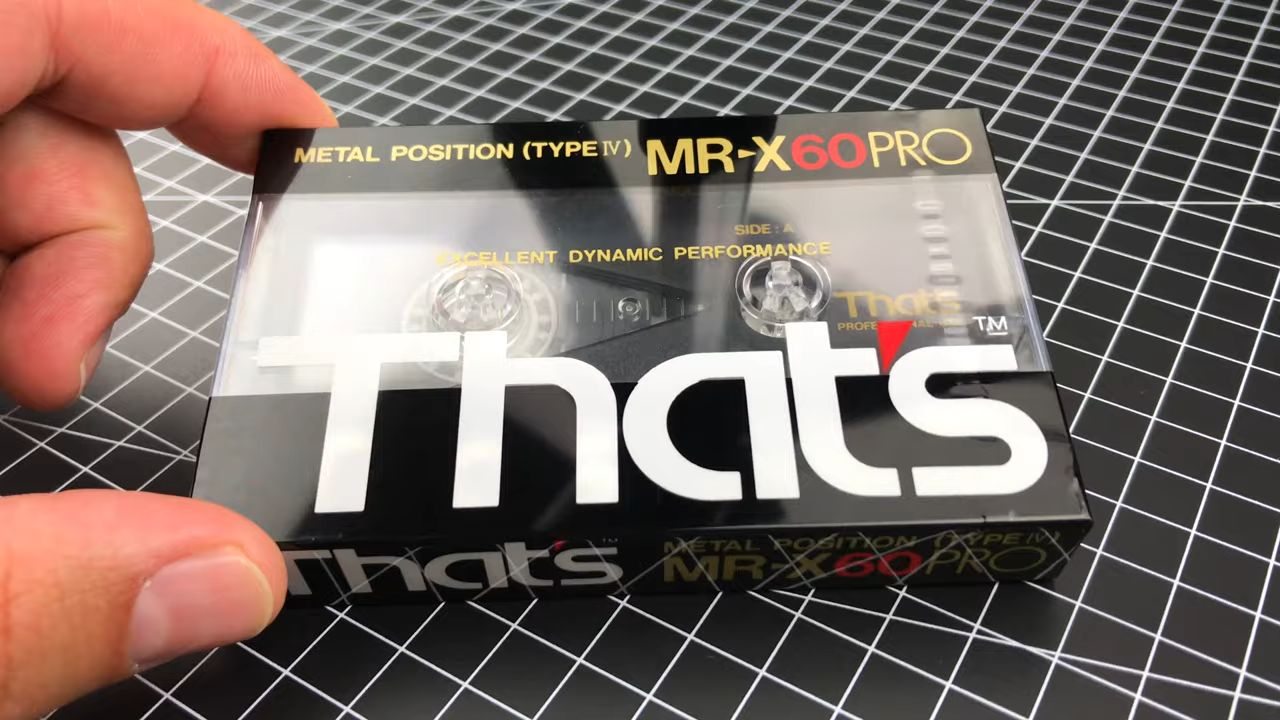 METAL POSITION (TYPE IV) MR-X60PRO
SIDE : A
EXCELLENT DYNAMIC PERFORMANCE
That's
That's TM
That's TM
METAL POSITION (TYPE IV)
MR-X60PRO